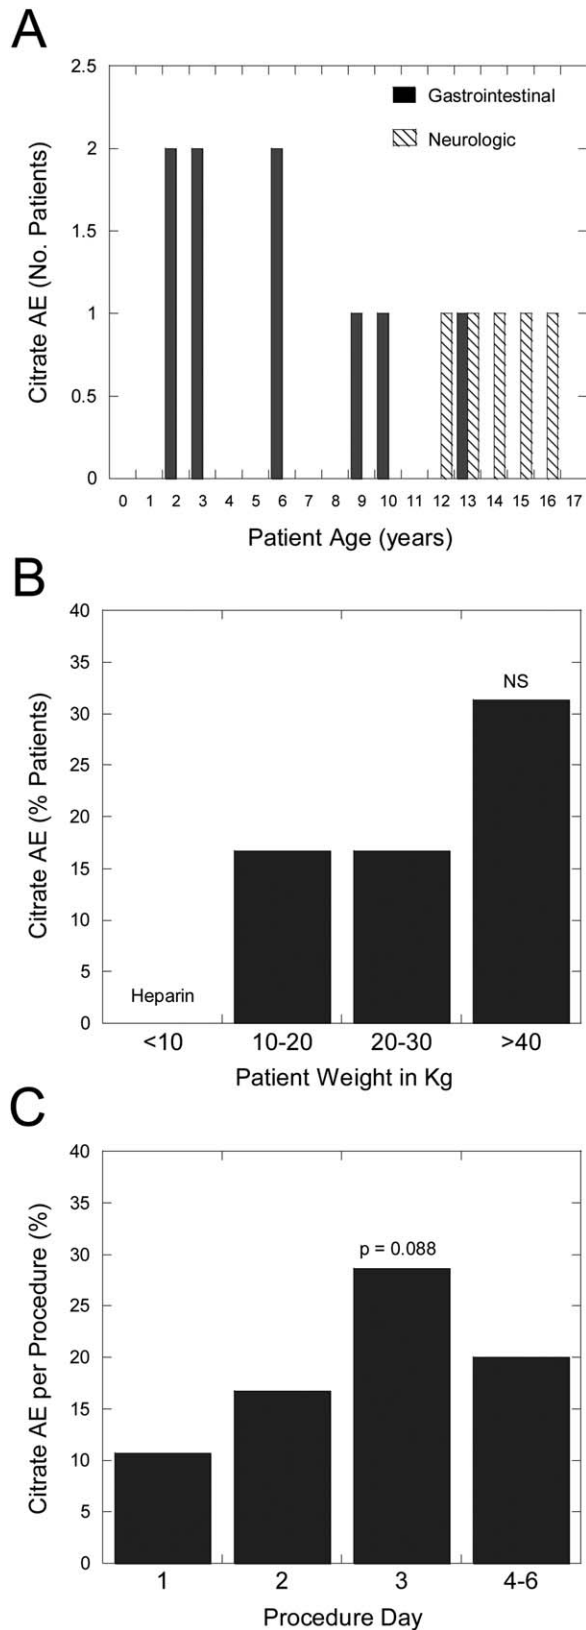 A
Citrate AE (No. Patients)
2.5
2
1.5
1
0.5
0
Gastrointestinal
Neurologic
0 1 2 3 4 5 6 7 8 9 10 11 12 13 14 15 16 17
Patient Age (years)
B
Citrate AE (% Patients)
40
35
30
25
20
15
10
5
0
NS
Heparin
<10 10-20 20-30 >40
Patient Weight in Kg
C
Citrate AE per Procedure (%)
40
35
30
25
20
15
10
5
0
p = 0.088
1 2 3 4-6
Procedure Day